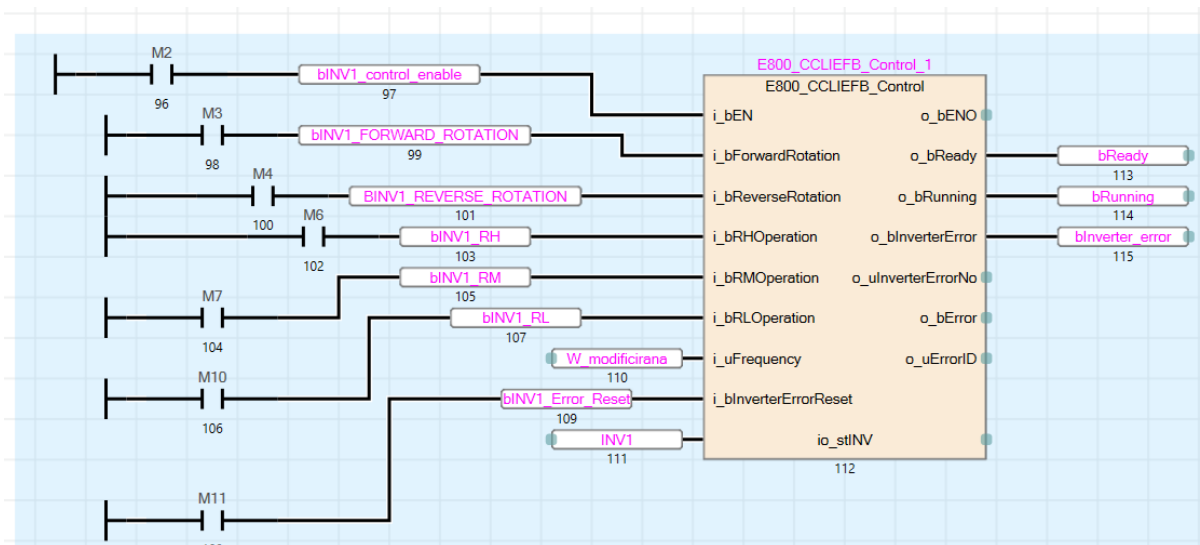 M2
bINV1_control_enable
96
97
E800_CCLIEFB_Control_1
E800_CCLIEFB_Control
i_bEN
o_bENO
M3
bINV1_FORWARD_ROTATION
98
99
i_bForwardRotation
o_bReady
bReady
113
M4
BINV1_REVERSE_ROTATION
100
101
i_bReverseRotation
o_bRunning
bRunning
114
M6
bINV1_RH
102
103
i_bRHOperation
o_bInverterError
bInverter_error
115
bINV1_RM
105
i_bRMOperation
o_uInverterErrorNo
M7
104
bINV1_RL
107
i_bRLOperation
o_bError
W_modificirana
110
i_uFrequency
o_uErrorID
M10
106
bINV1_Error_Reset
109
i_bInverterErrorReset
INV1
111
io_stINV
112
M11